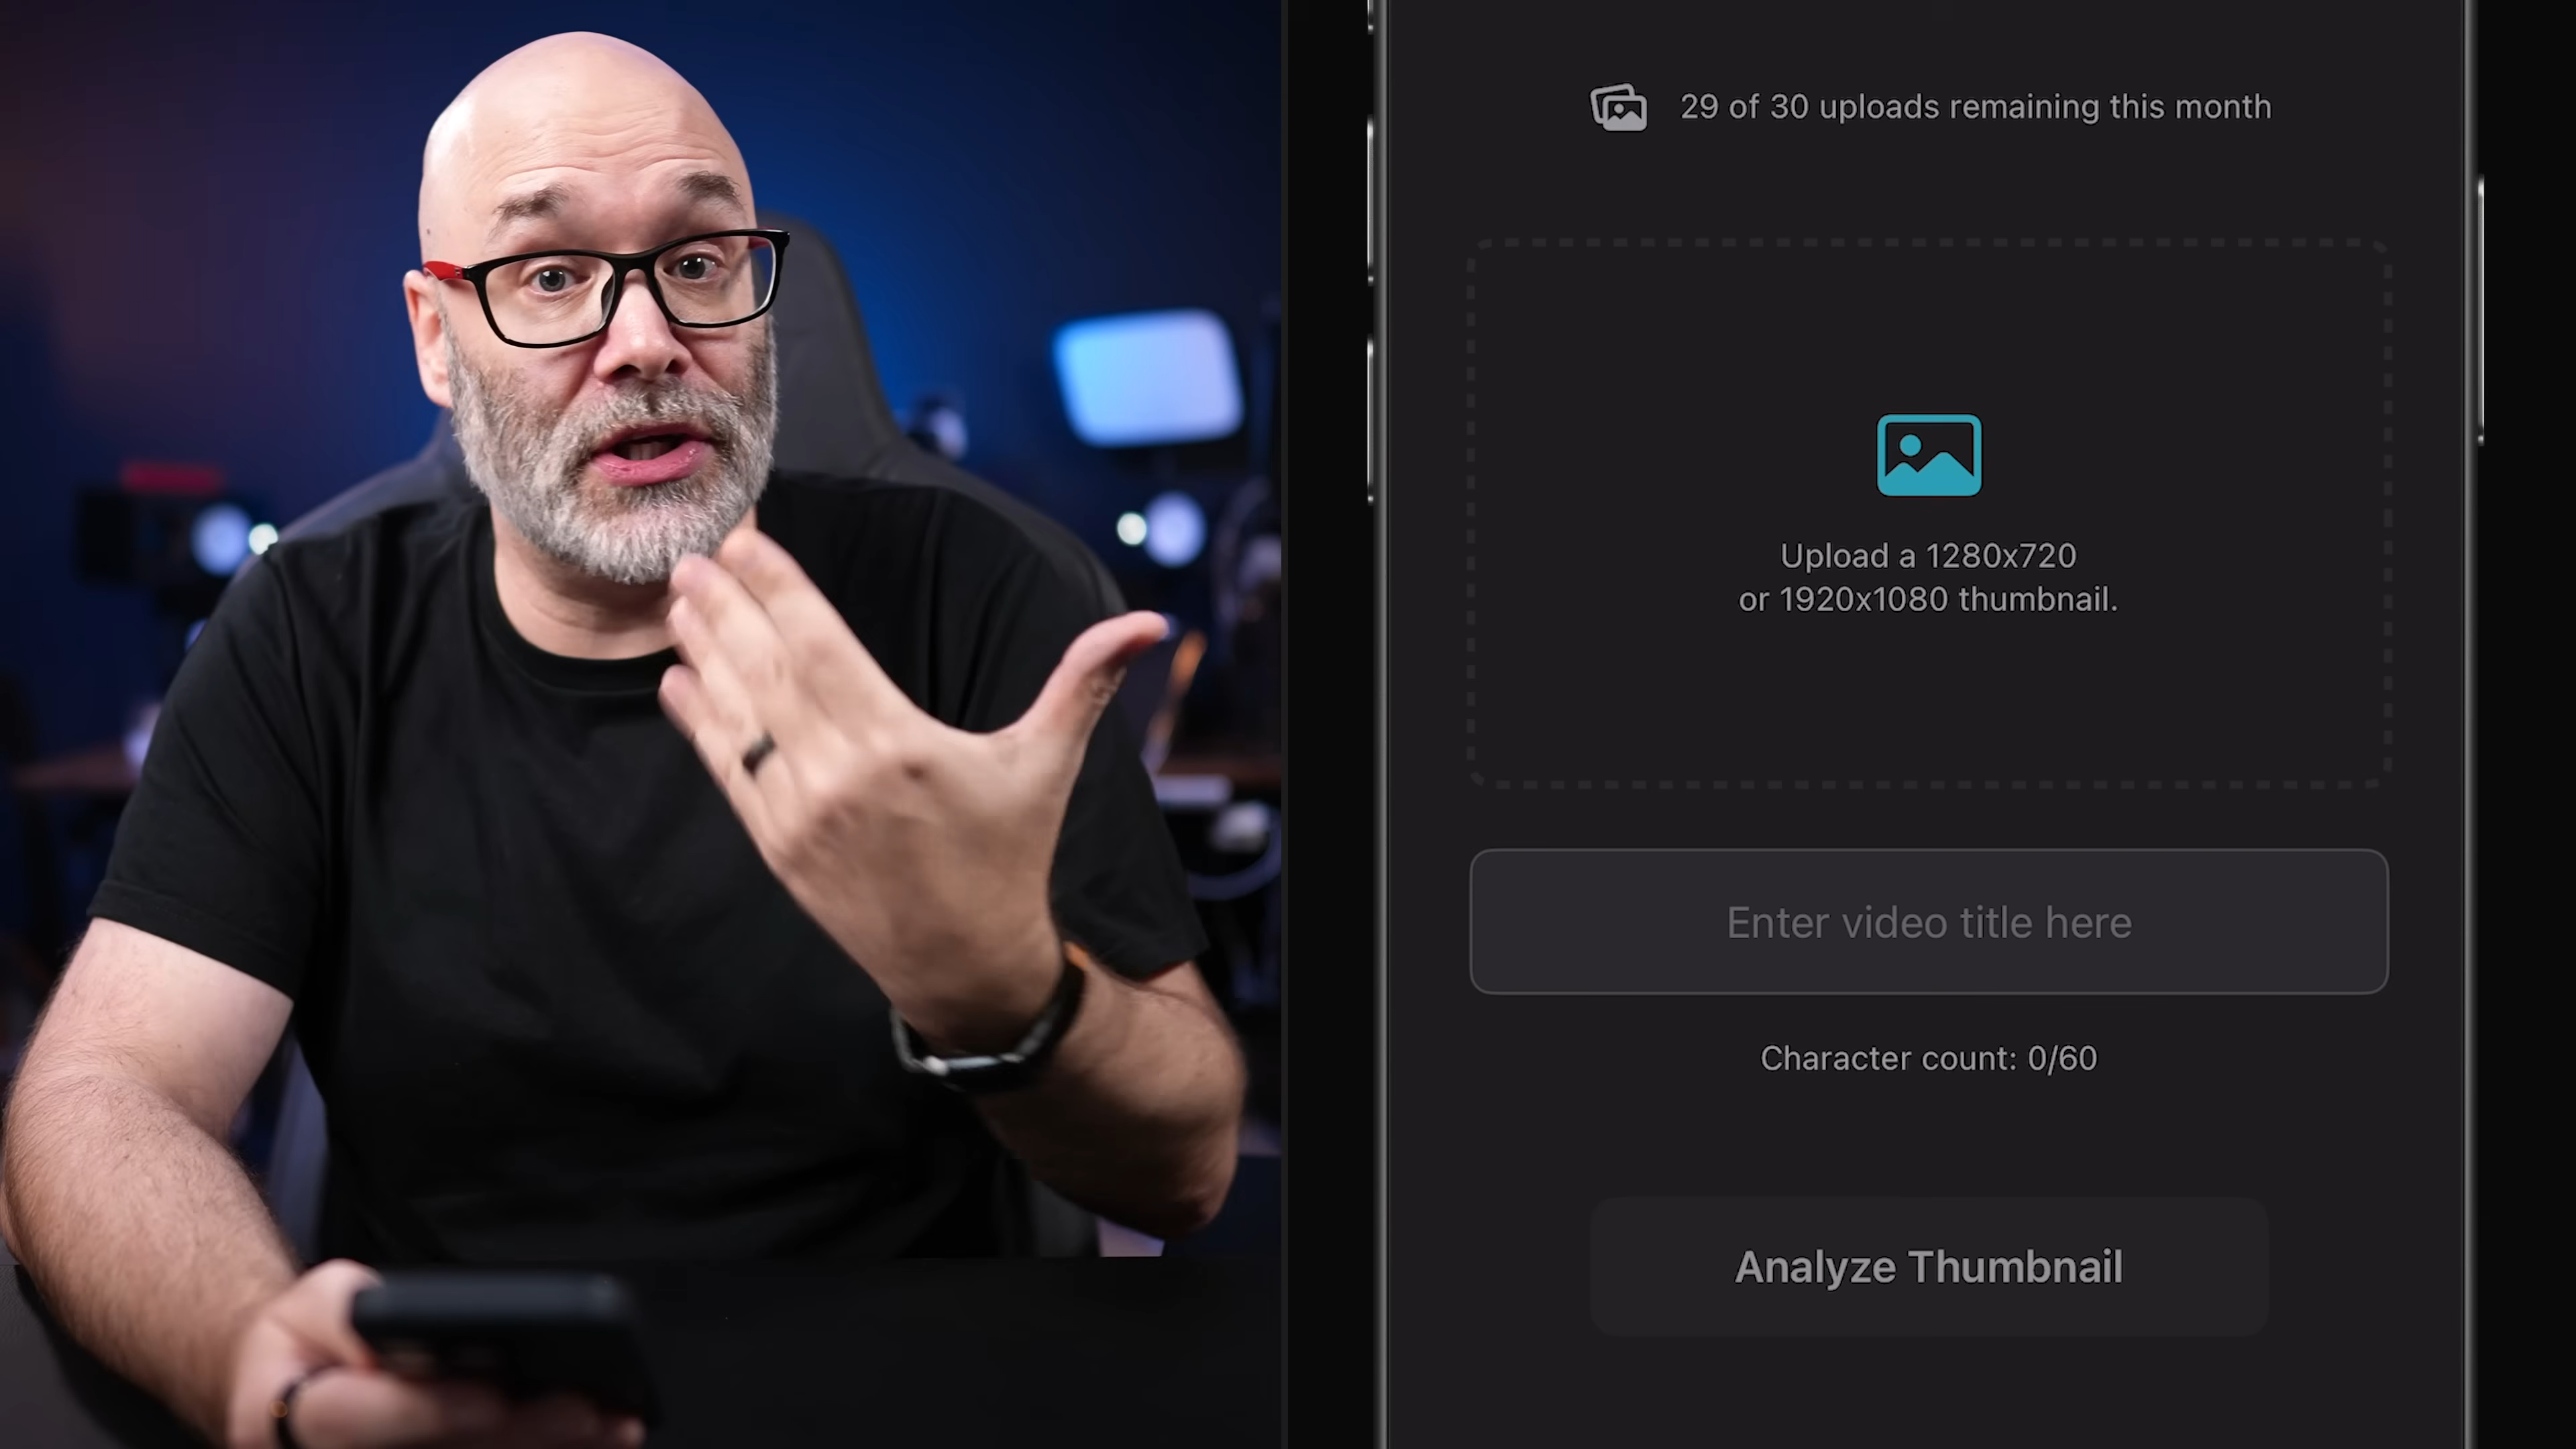 29 of 30 uploads remaining this month
Upload a 1280x720
or 1920x1080 thumbnail.
Enter video title here
Character count: 0/60
Analyze Thumbnail